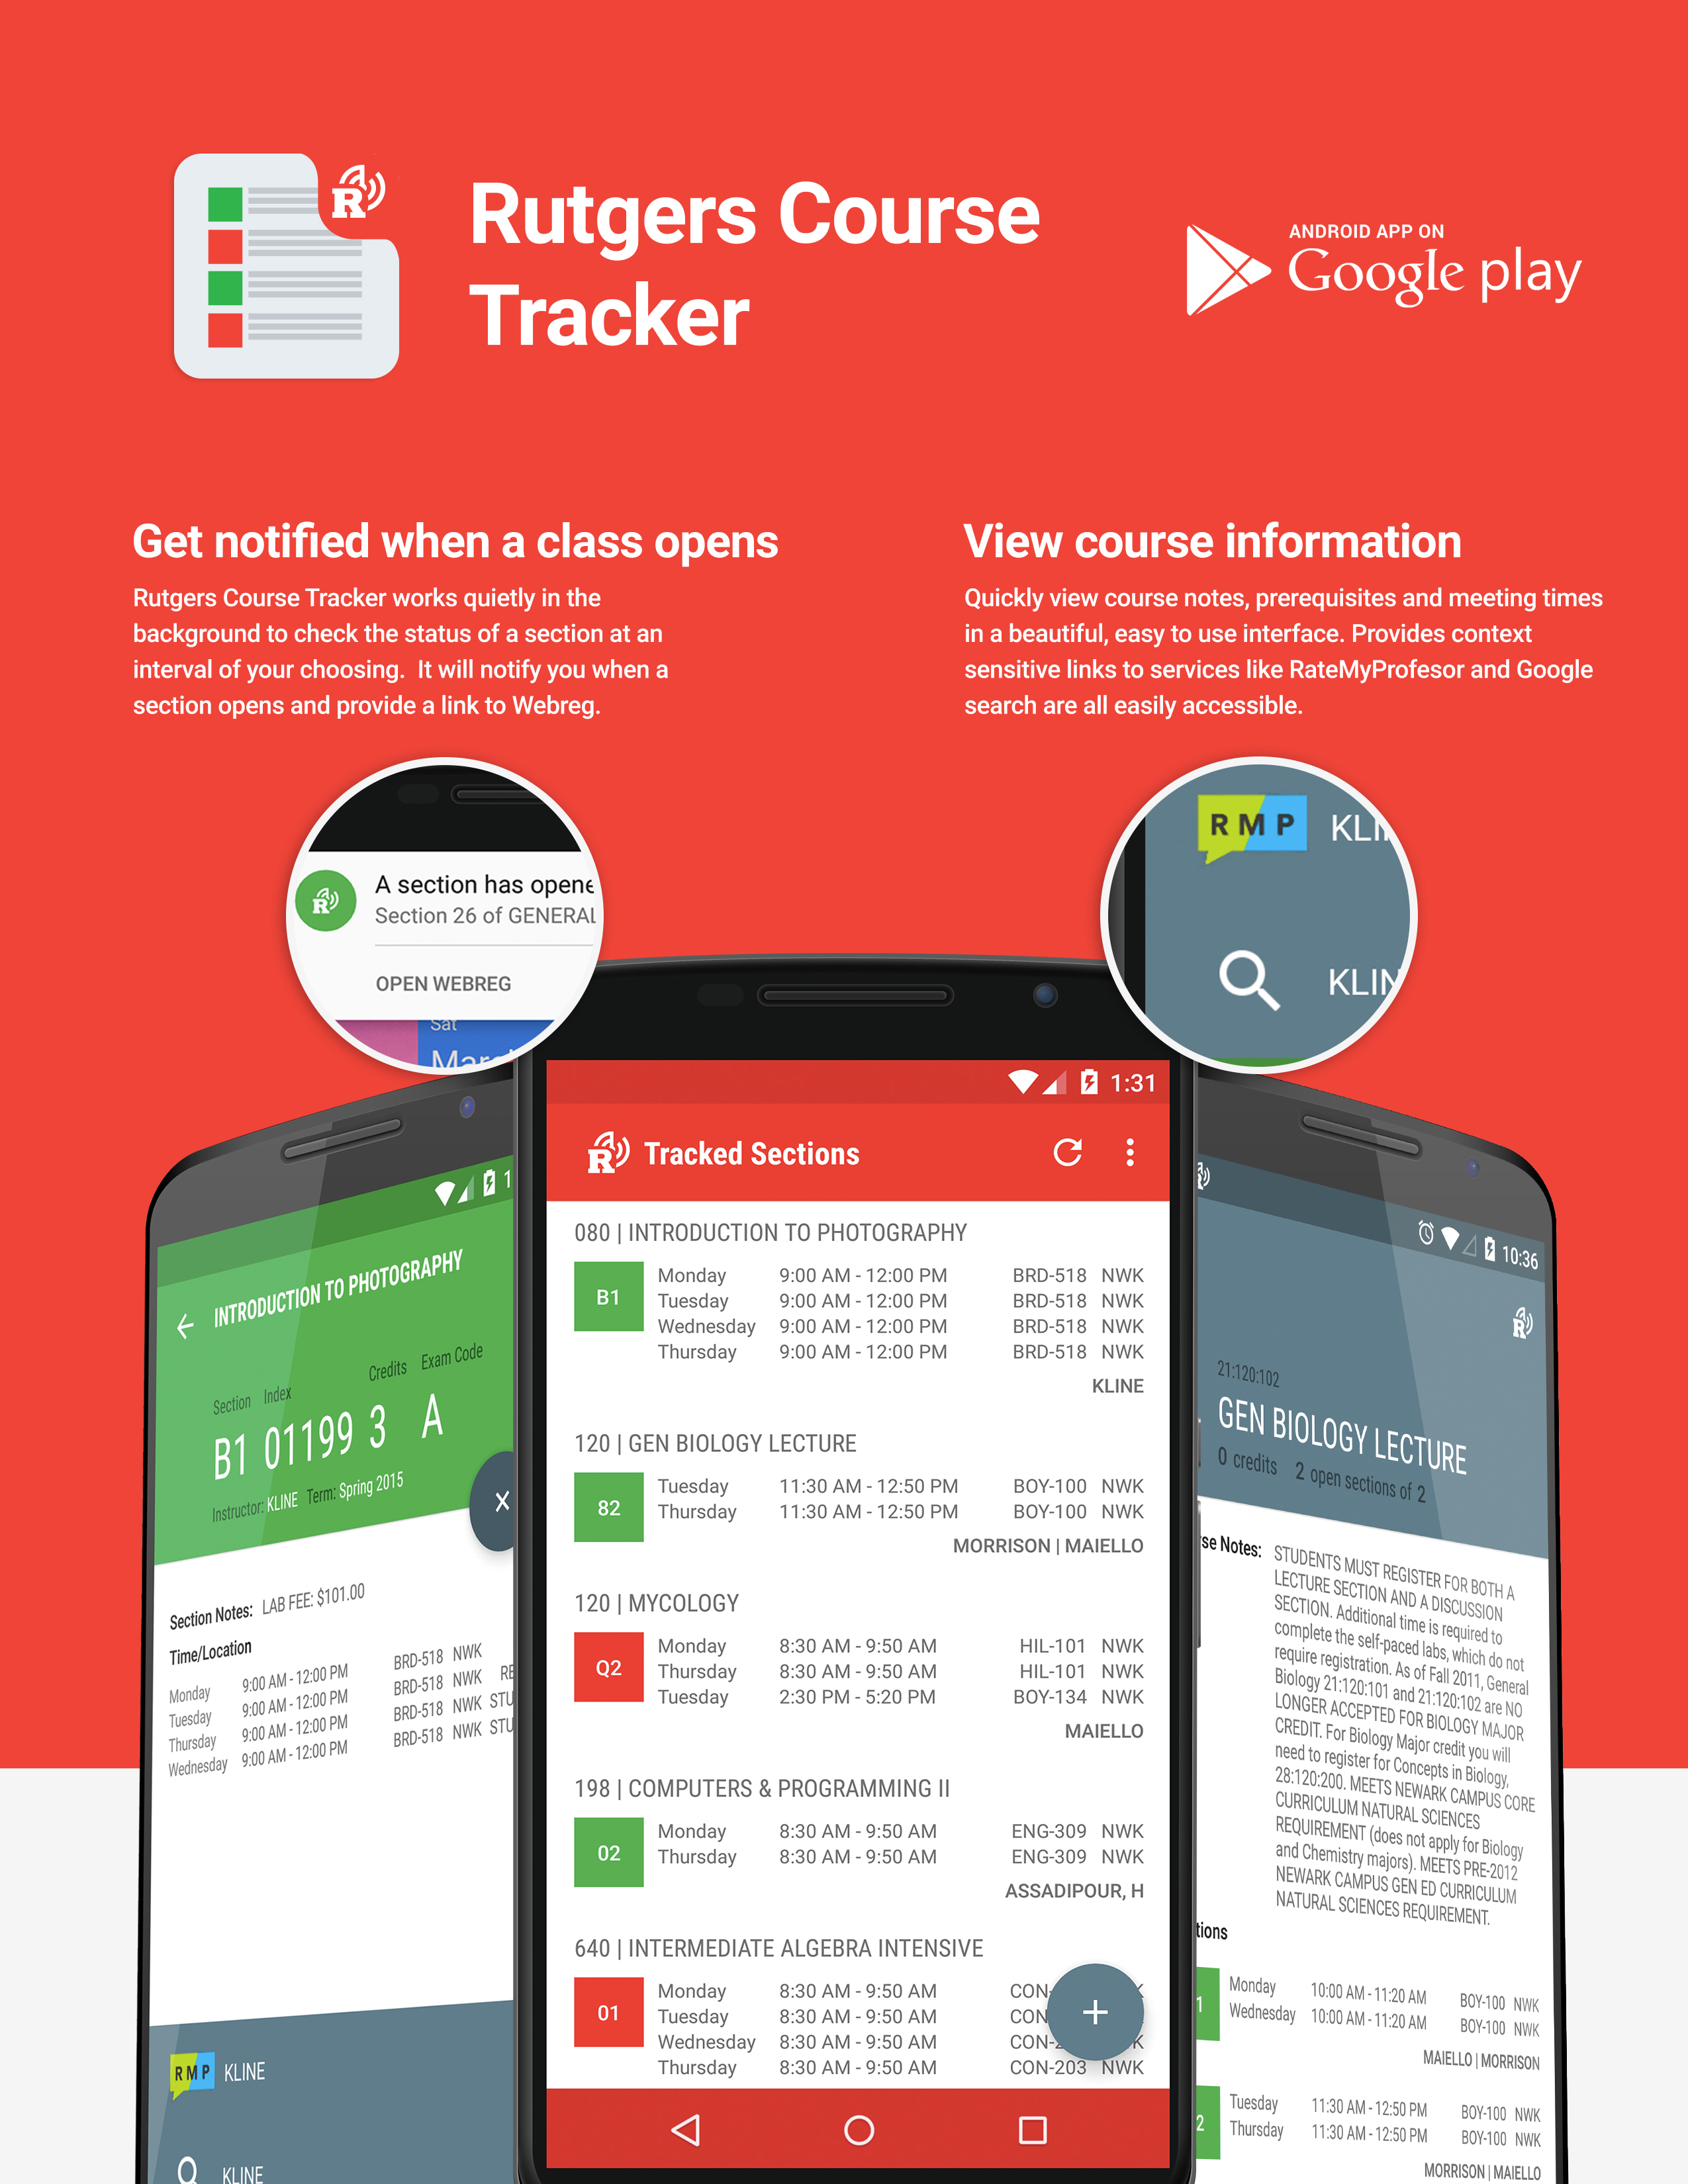 Rutgers Course
Tracker
ANDROID APP ON
Google play
Get notified when a class opens
Rutgers Course Tracker works quietly in the
background to check the status of a section at an
interval of your choosing.  It will notify you when a
section opens and provide a link to Webreg.
View course information
Quickly view course notes, prerequisites and meeting times
in a beautiful, easy to use interface. Provides context
sensitive links to services like RateMyProfesor and Google
search are all easily accessible.
A section has opene
Section 26 of GENERAL
OPEN WEBREG
Sat
RMP KLI
KLIN
1
INTRODUCTION TO PHOTOGRAPHY
Section Index Credits Exam Code
B1 01199 3 A
Instructor: KLINE Term: Spring 2015
Section Notes: LAB FEE: $101.00
Time/Location
Monday 9:00 AM - 12:00 PM BRD-518 NWK
Tuesday 9:00 AM - 12:00 PM BRD-518 NWK RE
Thursday 9:00 AM - 12:00 PM BRD-518 NWK STU
Wednesday 9:00 AM - 12:00 PM BRD-518 NWK STU
RMP KLINE
KLINE
1:31
R Tracked Sections
080 | INTRODUCTION TO PHOTOGRAPHY
B1 Monday 9:00 AM - 12:00 PM BRD-518 NWK
Tuesday 9:00 AM - 12:00 PM BRD-518 NWK
Wednesday 9:00 AM - 12:00 PM BRD-518 NWK
Thursday 9:00 AM - 12:00 PM BRD-518 NWK
KLINE
120 | GEN BIOLOGY LECTURE
82 Tuesday 11:30 AM - 12:50 PM BOY-100 NWK
Thursday 11:30 AM - 12:50 PM BOY-100 NWK
MORRISON | MAIELLO
120 | MYCOLOGY
Q2 Monday 8:30 AM - 9:50 AM HIL-101 NWK
Thursday 8:30 AM - 9:50 AM HIL-101 NWK
Tuesday 2:30 PM - 5:20 PM BOY-134 NWK
MAIELLO
198 | COMPUTERS & PROGRAMMING II
02 Monday 8:30 AM - 9:50 AM ENG-309 NWK
Thursday 8:30 AM - 9:50 AM ENG-309 NWK
ASSADIPOUR, H
640 | INTERMEDIATE ALGEBRA INTENSIVE
01 Monday 8:30 AM - 9:50 AM CON-
Tuesday 8:30 AM - 9:50 AM CON
Wednesday 8:30 AM - 9:50 AM CON-2 K
Thursday 8:30 AM - 9:50 AM CON-203 NWK
10:36
21:120:102
GEN BIOLOGY LECTURE
0 credits 2 open sections of 2
se Notes: STUDENTS MUST REGISTER FOR BOTH A
LECTURE SECTION AND A DISCUSSION
SECTION. Additional time is required to
complete the self-paced labs, which do not
require registration. As of Fall 2011, General
Biology 21:120:101 and 21:120:102 are NO
LONGER ACCEPTED FOR BIOLOGY MAJOR
CREDIT. For Biology Major credit you will
need to register for Concepts in Biology,
28:120:200. MEETS NEWARK CAMPUS CORE
CURRICULUM NATURAL SCIENCES
REQUIREMENT (does not apply for Biology
and Chemistry majors). MEETS PRE-2012
NEWARK CAMPUS GEN ED CURRICULUM
NATURAL SCIENCES REQUIREMENT.
tions
1 Monday 10:00 AM - 11:20 AM BOY-100 NWK
Wednesday 10:00 AM - 11:20 AM BOY-100 NWK
MAIELLO | MORRISON
2 Tuesday 11:30 AM - 12:50 PM BOY-100 NWK
Thursday 11:30 AM - 12:50 PM BOY-100 NWK
MORRISON | MAIELLO